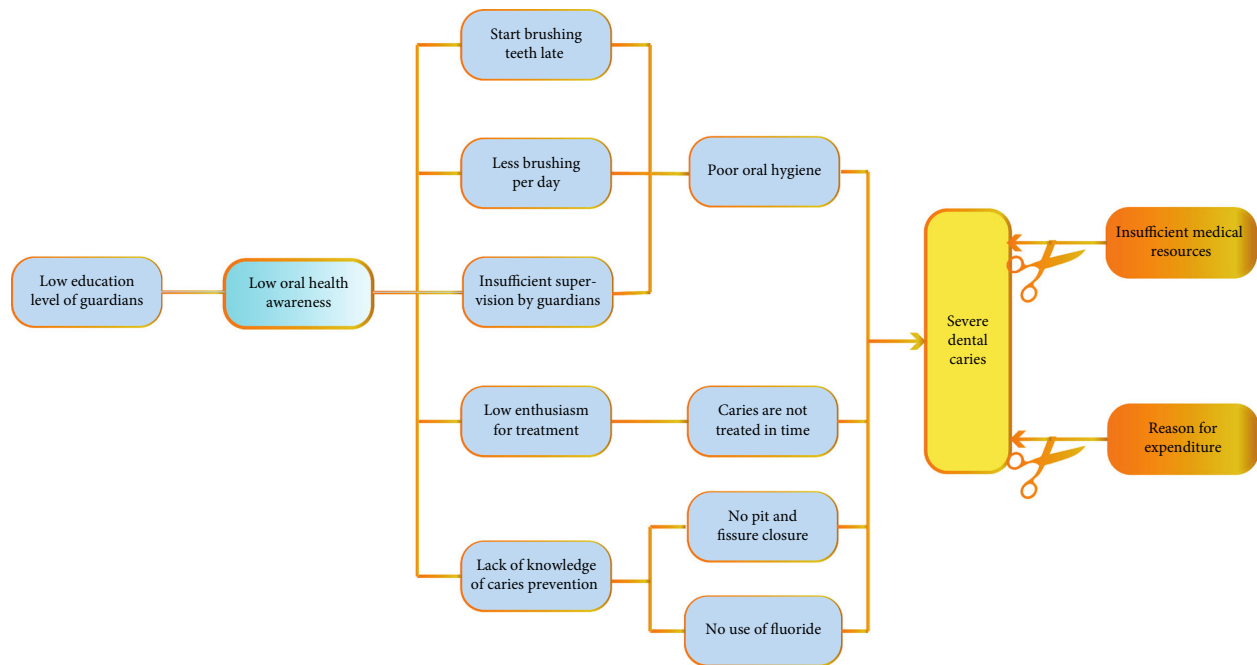 Start brushing
teeth late
Less brushing
per day
Poor oral hygiene
Insufficient medical
resources
Low education
level of guardians
Low oral health
awareness
Insufficient super-
vision by guardians
Severe
dental
caries
Low enthusiasm
for treatment
Caries are not
treated in time
Reason for
expenditure
No pit and
fissure closure
Lack of knowledge
of caries prevention
No use of fluoride